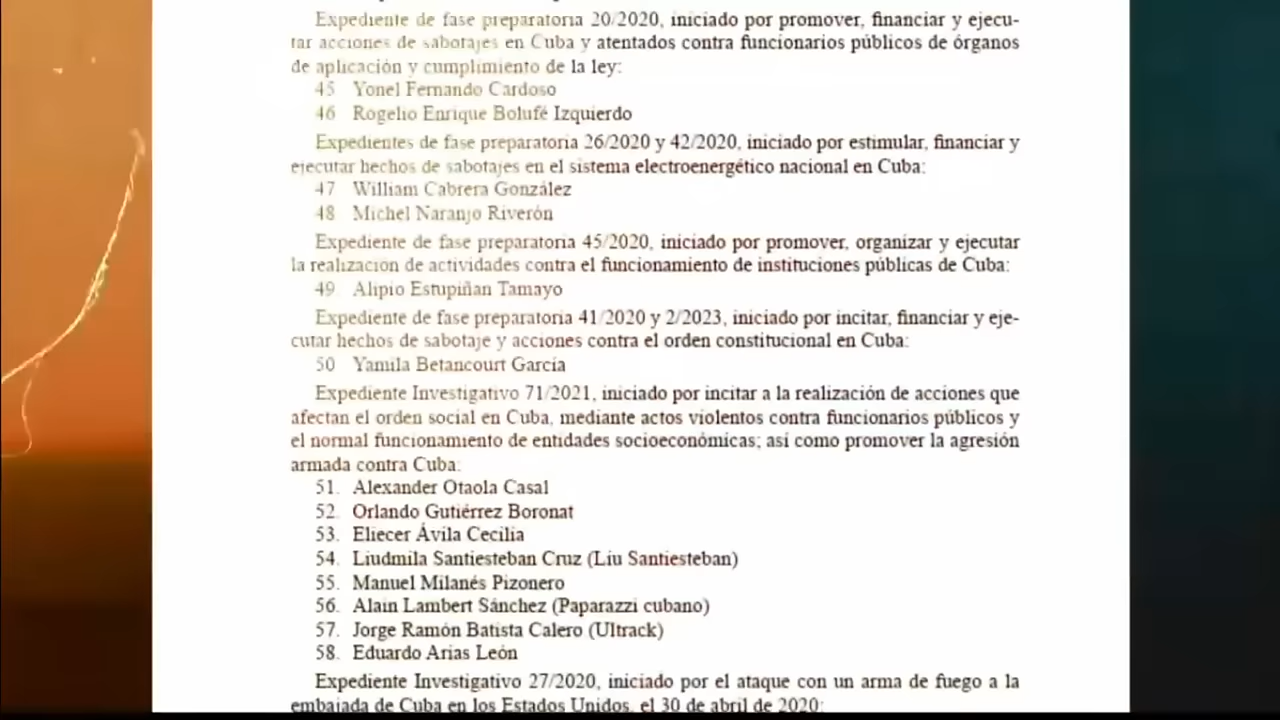 Expediente de fase preparatoria 20/2020, iniciado por promover, financiar y ejecu-
tar acciones de sabotajes en Cuba y atentados contra funcionarios públicos de órganos
de aplicación y cumplimiento de la ley:
45 Yonel Fernando Cardoso
46 Rogelio Enrique Bolufé Izquierdo
Expedientes de fase preparatoria 26/2020 y 42/2020, iniciado por estimular, financiar y
ejecutar hechos de sabotajes en el sistema electroenergético nacional en Cuba:
47 William Cabrera González
48 Michel Naranjo Riverón
Expediente de fase preparatoria 45/2020, iniciado por promover, organizar y ejecutar
la realización de actividades contra el funcionamiento de instituciones públicas de Cuba:
49 Alipio Estupiñan Tamayo
Expediente de fase preparatoria 41/2020 y 2/2023, iniciado por incitar, financiar y eje-
cutar hechos de sabotaje y acciones contra el orden constitucional en Cuba:
50 Yamila Betancourt García
Expediente Investigativo 71/2021, iniciado por incitar a la realización de acciones que
afectan el orden social en Cuba, mediante actos violentos contra funcionarios públicos y
el normal funcionamiento de entidades socioeconómicas; así como promover la agresión
armada contra Cuba:
51. Alexander Otaola Casal
52. Orlando Gutiérrez Boronat
53. Eliecer Ávila Cecilia
54. Liudmila Santiesteban Cruz (Liu Santiesteban)
55. Manuel Milanés Pizonero
56. Alain Lambert Sánchez (Paparazzi cubano)
57. Jorge Ramón Batista Calero (Ultrack)
58. Eduardo Arias León
Expediente Investigativo 27/2020, iniciado por el ataque con un arma de fuego a la
embajada de Cuba en los Estados Unidos, el 30 de abril de 2020: